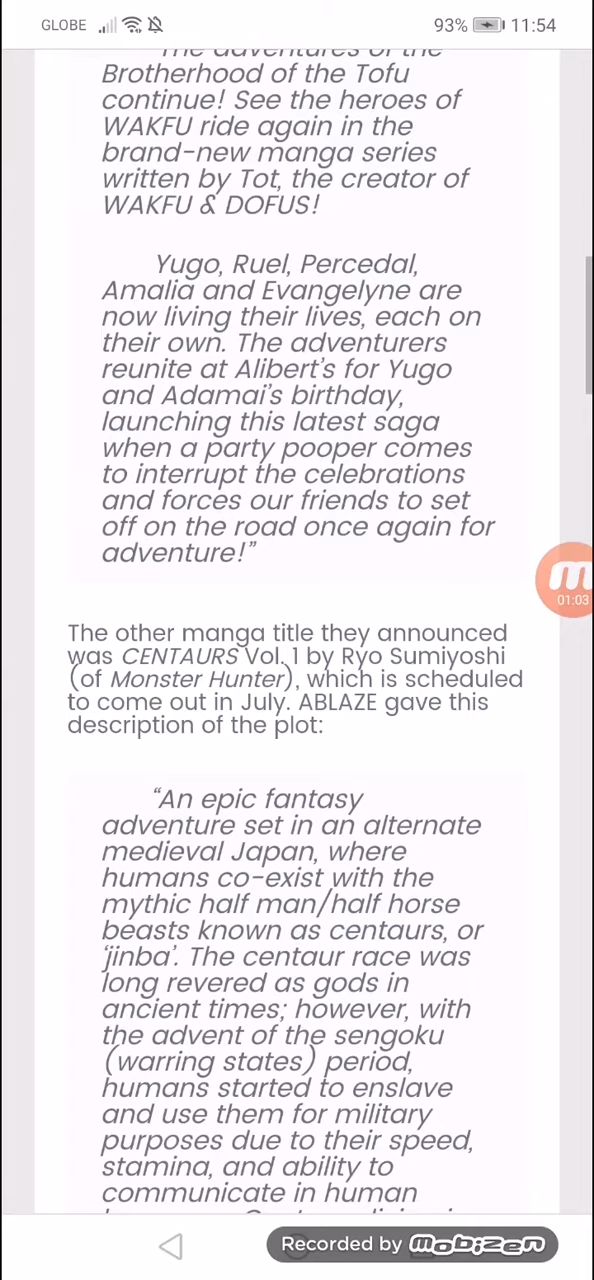 GLOBE
93% 11:54
The adventures of the
Brotherhood of the Tofu
continue! See the heroes of
WAKFU ride again in the
brand-new manga series
written by Tot, the creator of
WAKFU & DOFUS!
Yugo, Ruel, Percedal,
Amalia and Evangelyne are
now living their lives, each on
their own. The adventurers
reunite at Alibert's for Yugo
and Adamai's birthday,
launching this latest saga
when a party pooper comes
to interrupt the celebrations
and forces our friends to set
off on the road once again for
adventure!”
01:03
The other manga title they announced
was CENTAURS Vol. 1 by Ryo Sumiyoshi
(of Monster Hunter), which is scheduled
to come out in July. ABLAZE gave this
description of the plot:
“An epic fantasy
adventure set in an alternate
medieval Japan, where
humans co-exist with the
mythic half man/half horse
beasts known as centaurs, or
‘jinba’. The centaur race was
long revered as gods in
ancient times; however, with
the advent of the sengoku
(warring states) period,
humans started to enslave
and use them for military
purposes due to their speed,
stamina, and ability to
communicate in human
Recorded by mobizen